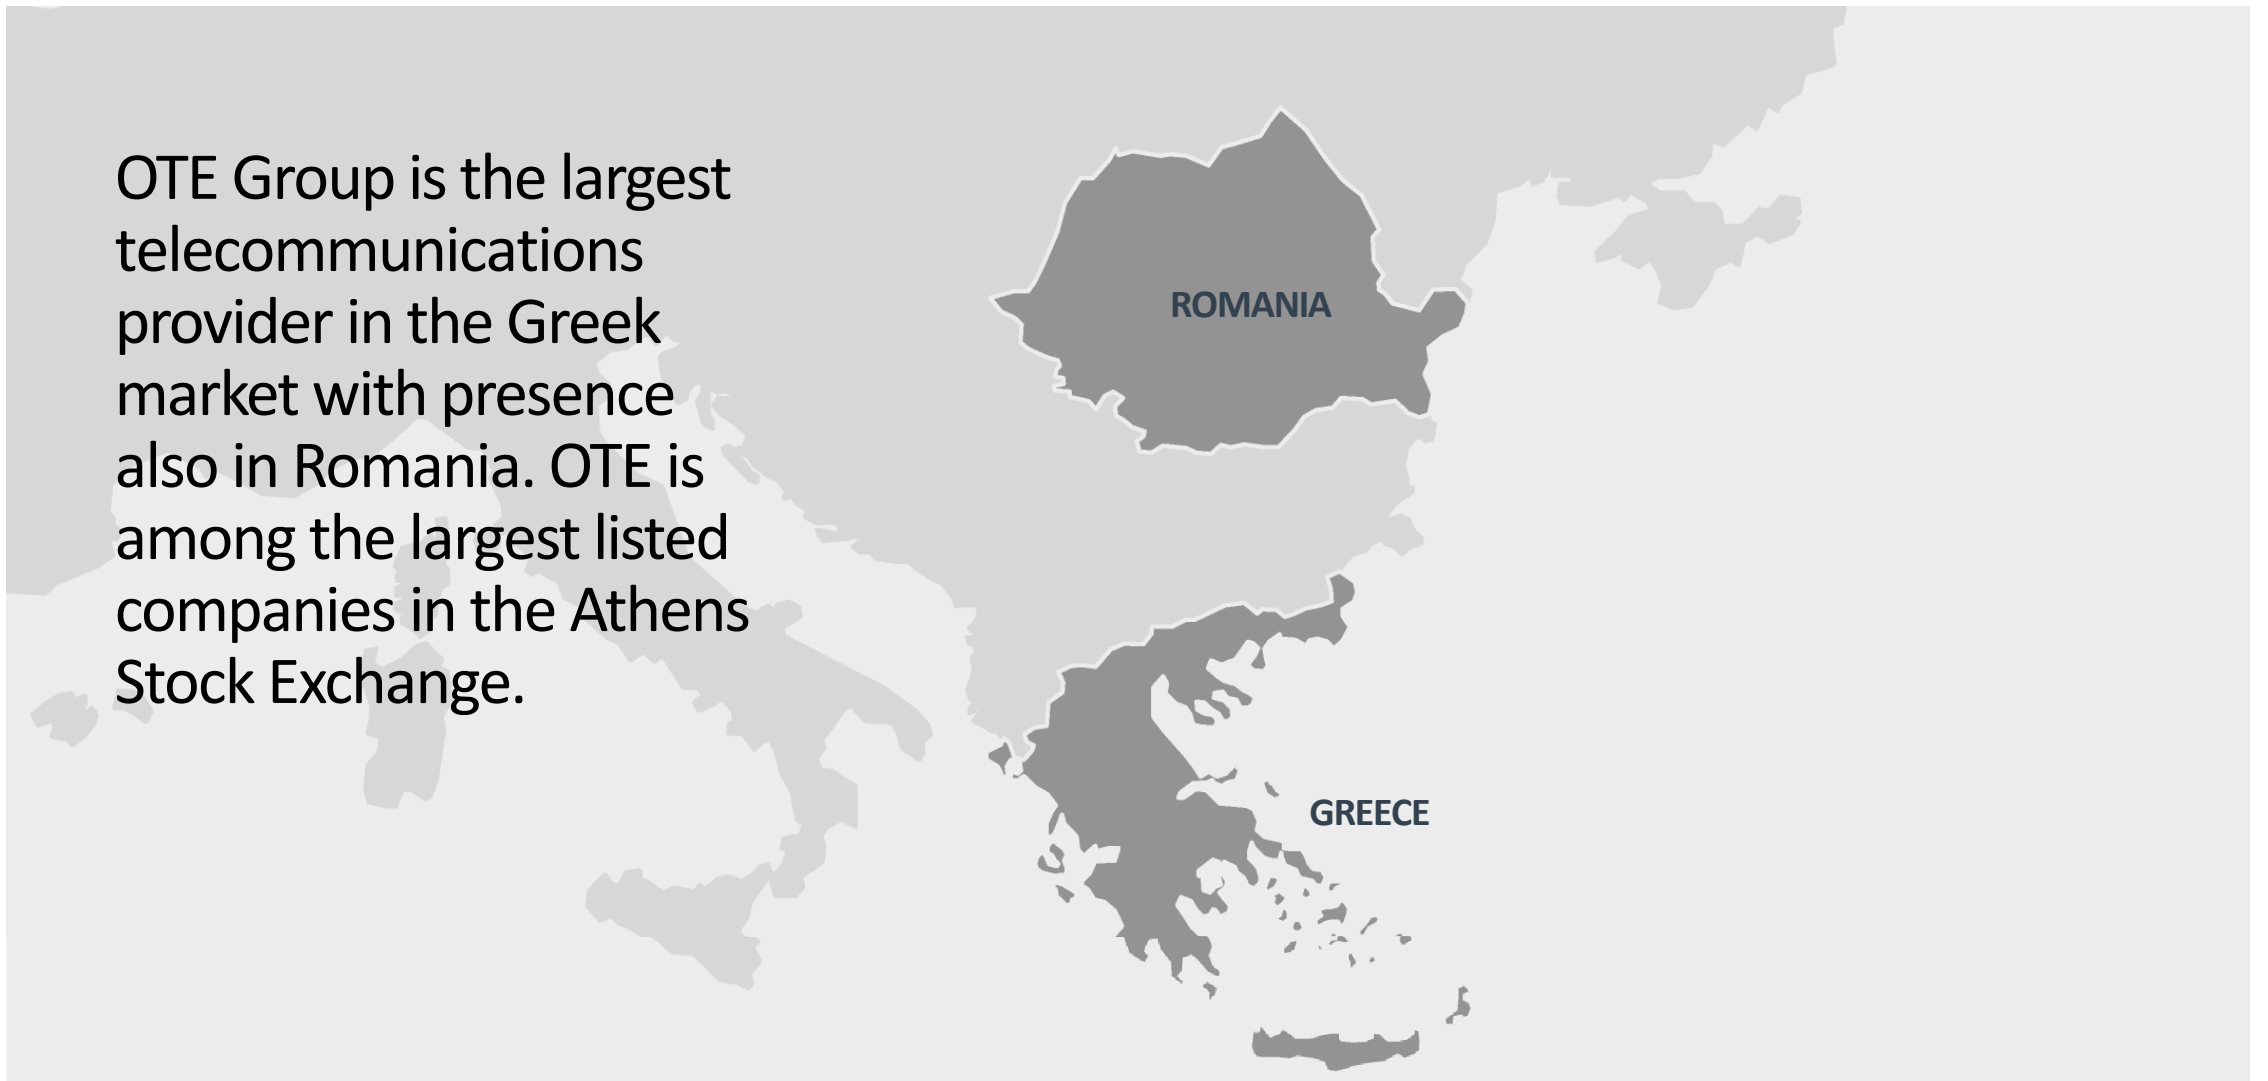 OTE Group is the largest
telecommunications
provider in the Greek
market with presence
also in Romania. OTE is
among the largest listed
companies in the Athens
Stock Exchange.
ROMANIA
GREECE